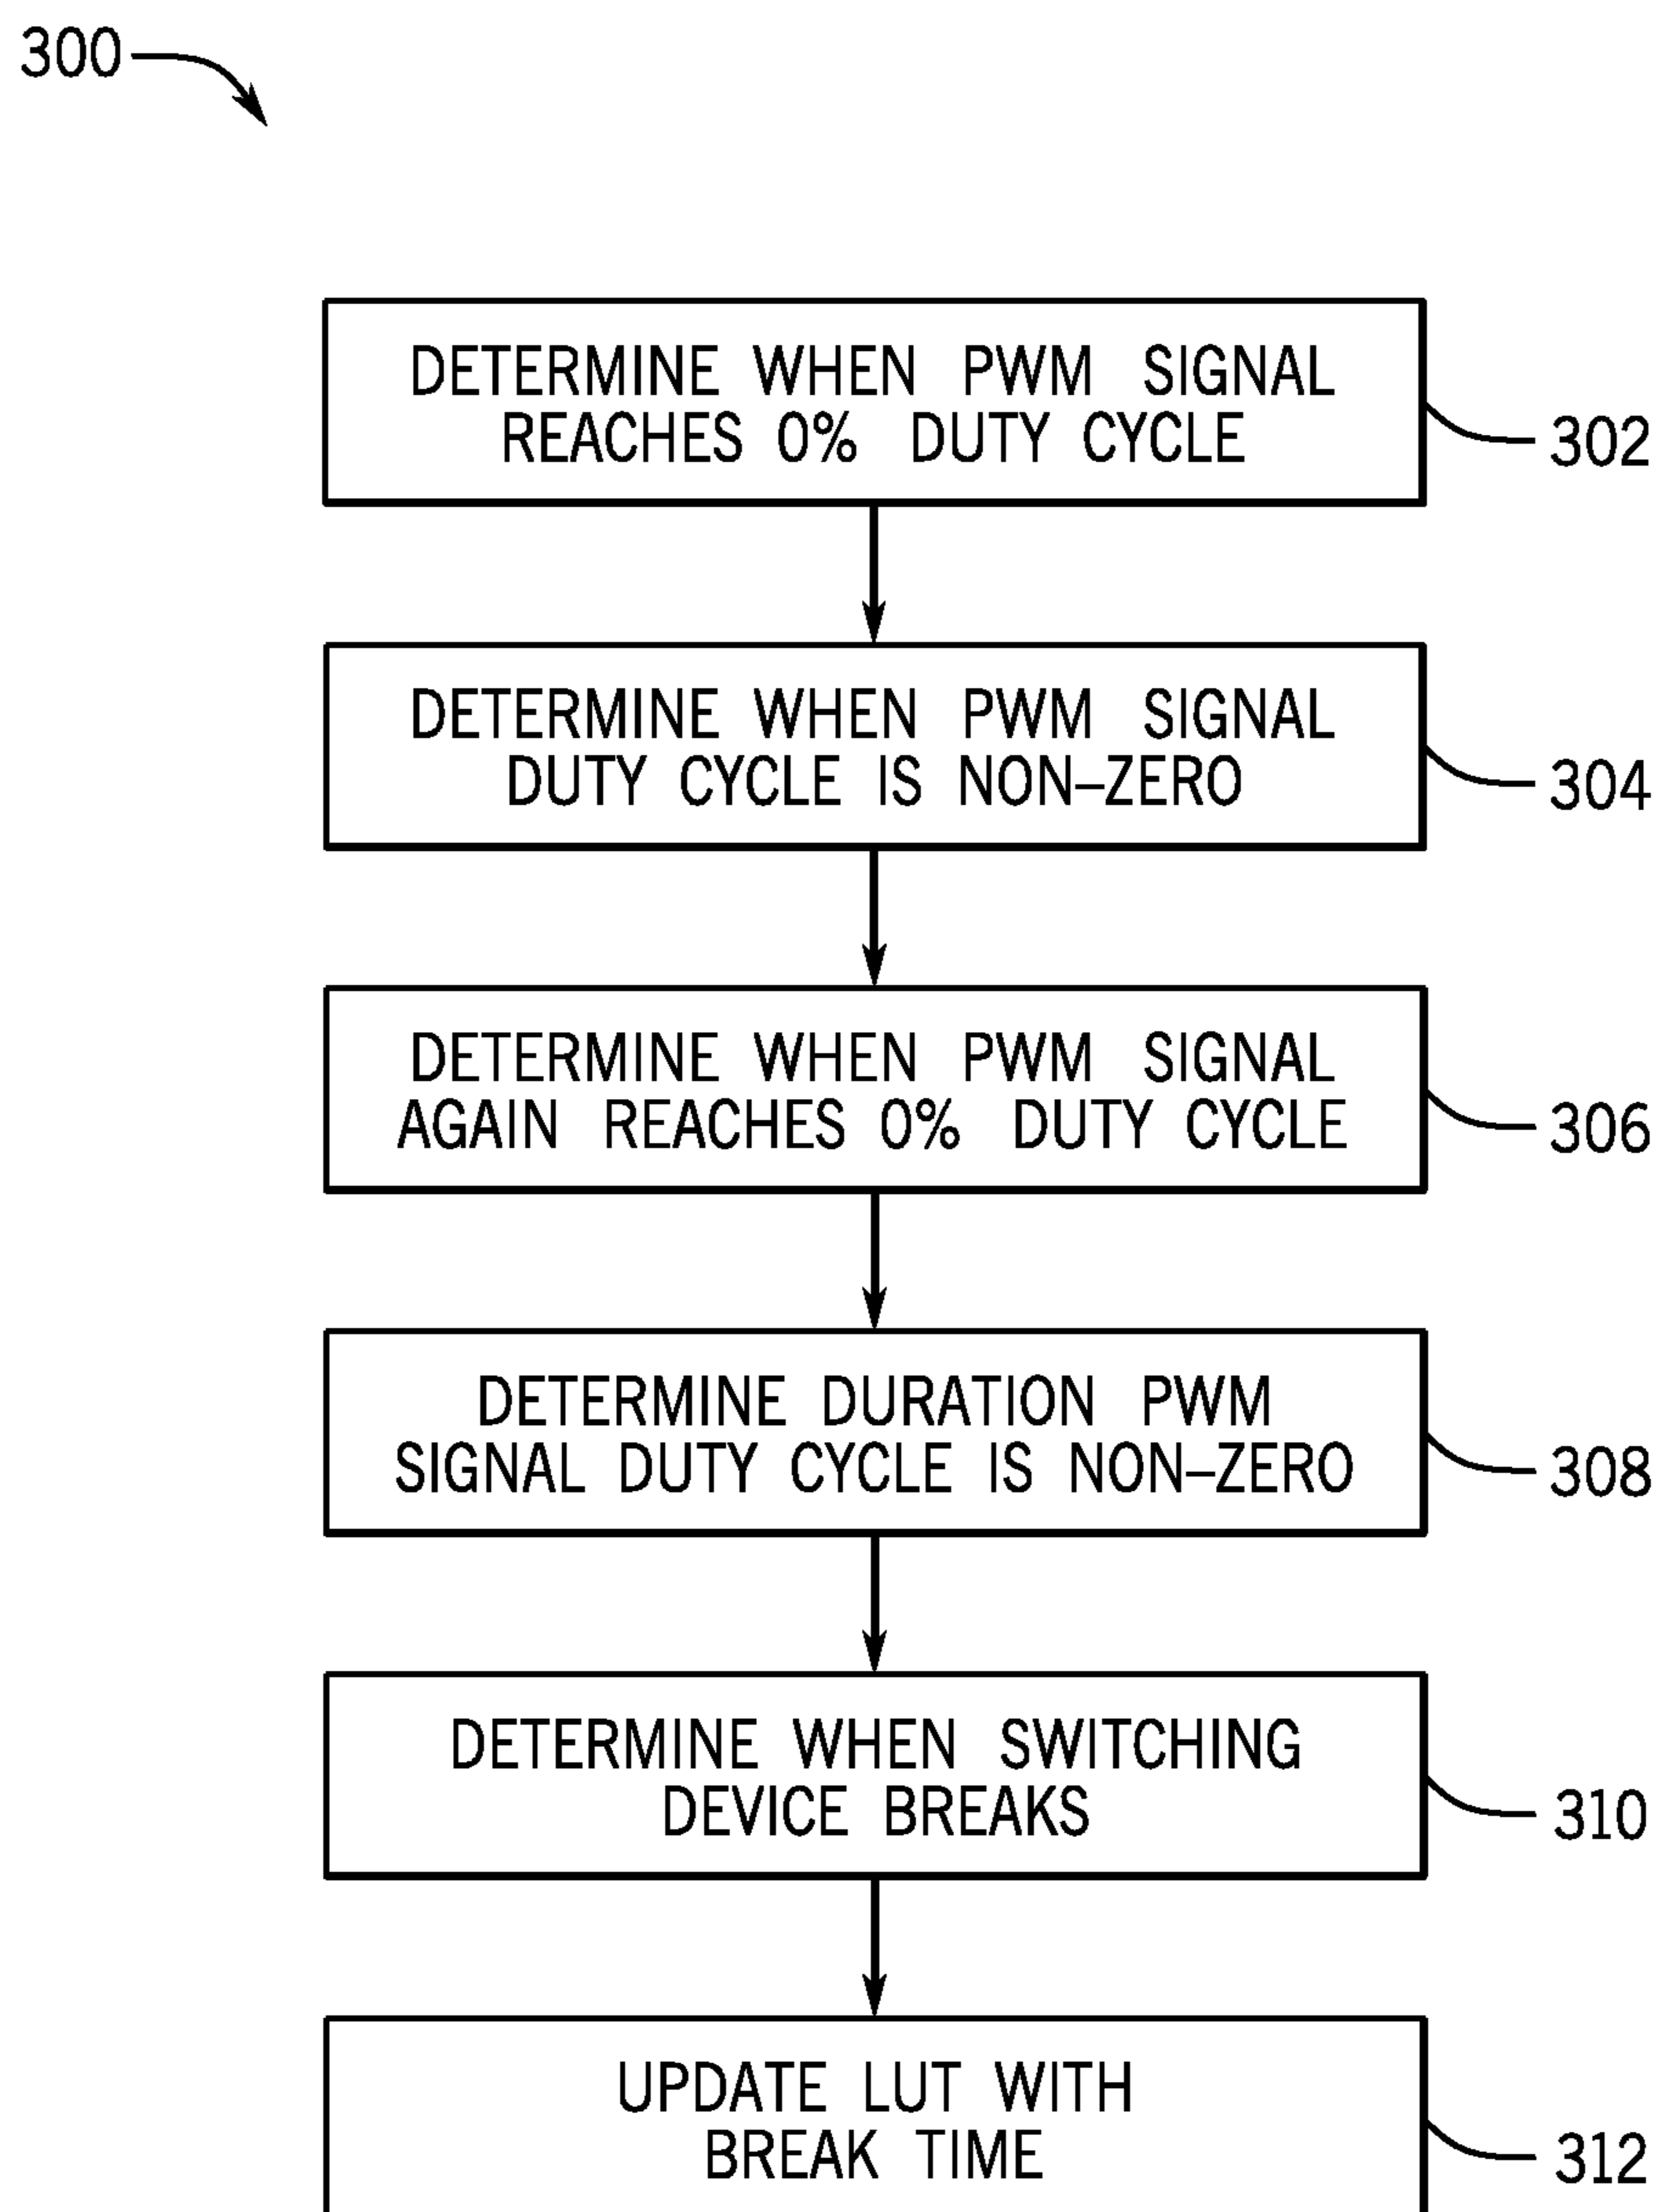 300
DETERMINE WHEN PWM SIGNAL
REACHES 0% DUTY CYCLE
302
DETERMINE WHEN PWM SIGNAL
DUTY CYCLE IS NON–ZERO
304
DETERMINE WHEN PWM SIGNAL
AGAIN REACHES 0% DUTY CYCLE
306
DETERMINE DURATION PWM
SIGNAL DUTY CYCLE IS NON–ZERO
308
DETERMINE WHEN SWITCHING
DEVICE BREAKS
310
UPDATE LUT WITH
BREAK TIME
312